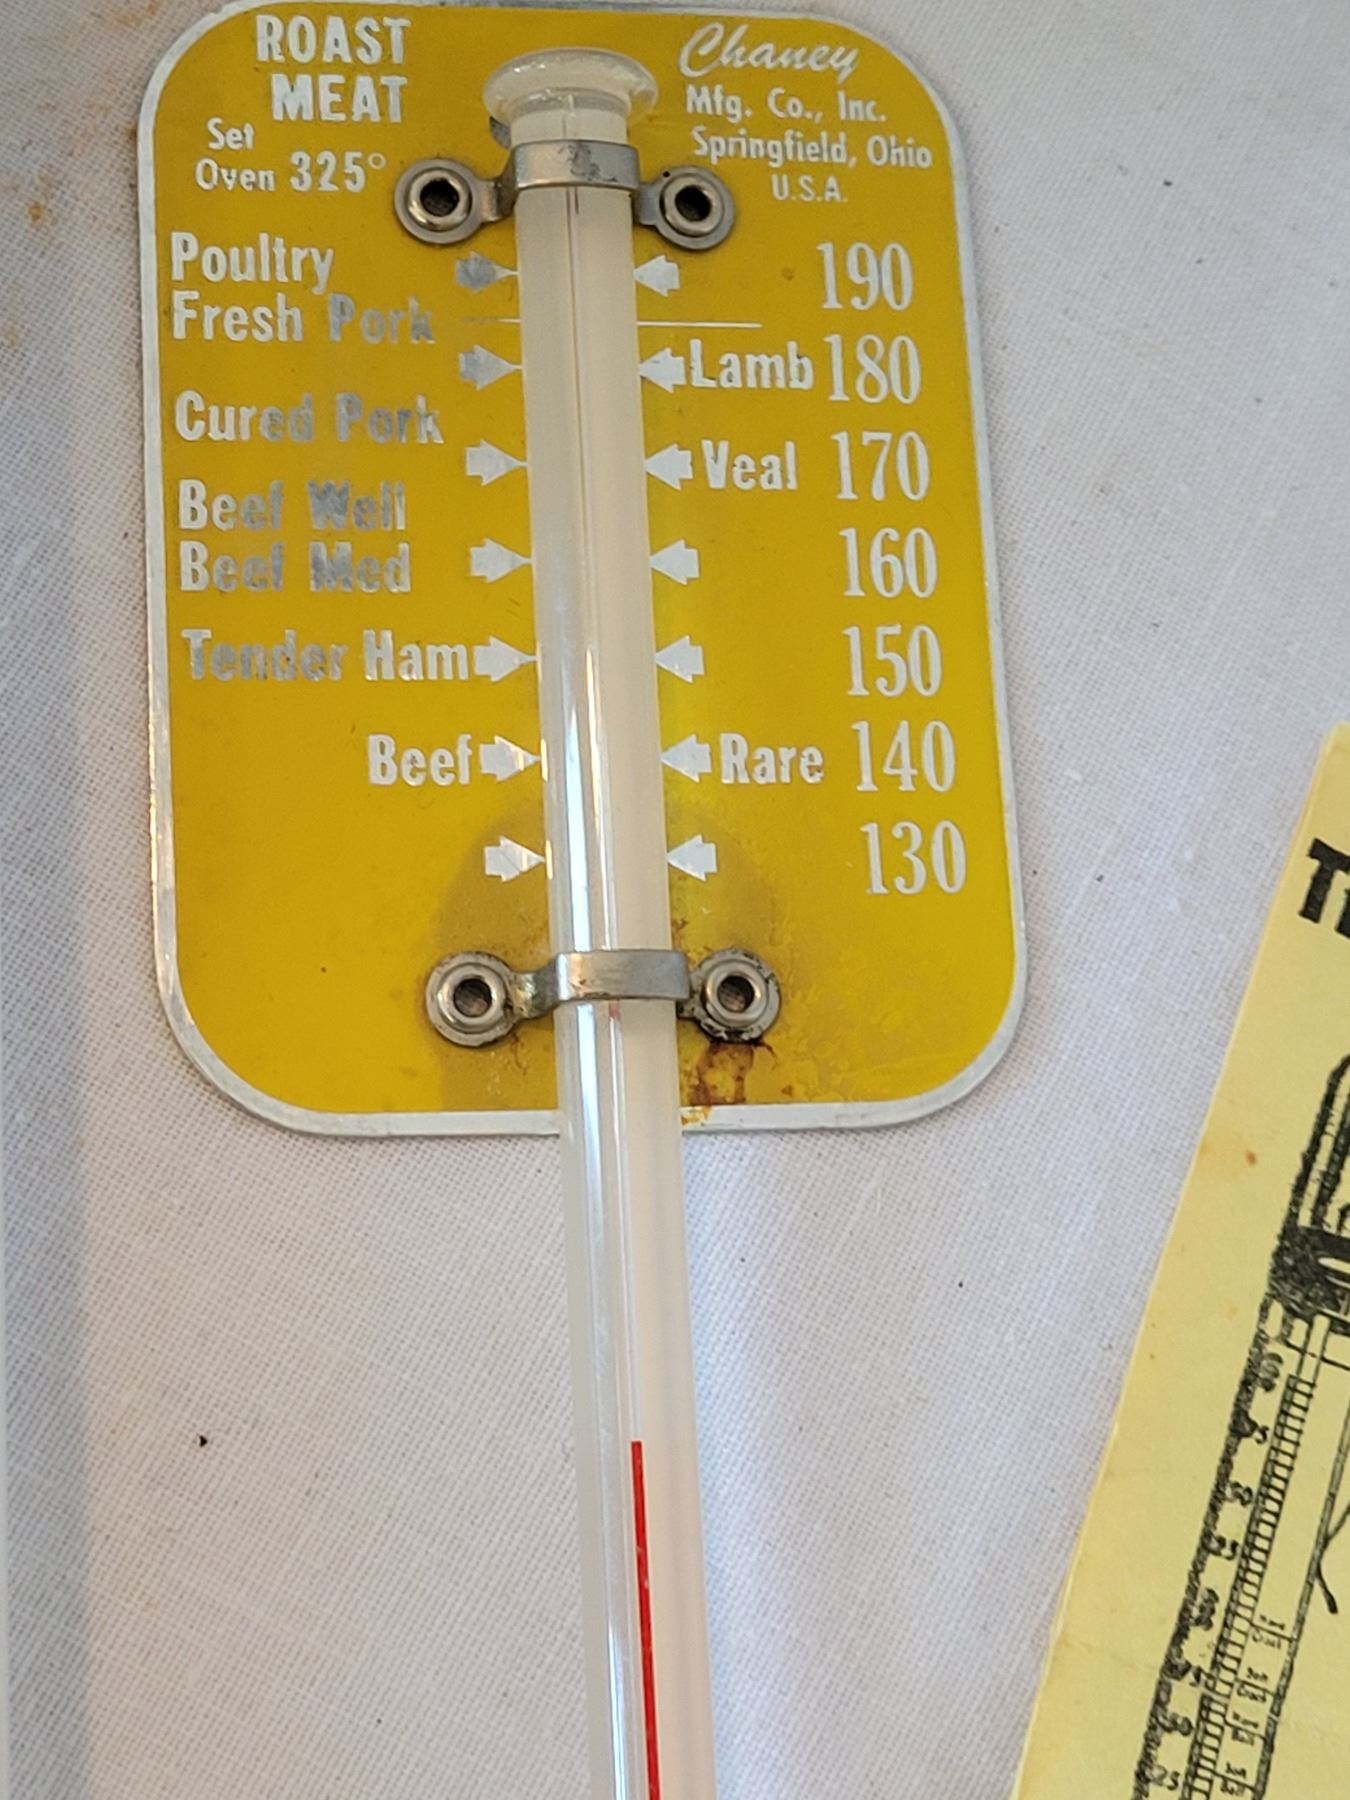 ROAST
MEAT
Set
Oven 325°
Chaney
Mfg. Co., Inc.
Springfield, Ohio
U.S.A.
Poultry 190
Fresh Pork
Lamb 180
Cured Pork
Veal 170
Beef Well
Beef Med 160
Tender Ham 150
Beef Rare 140
130